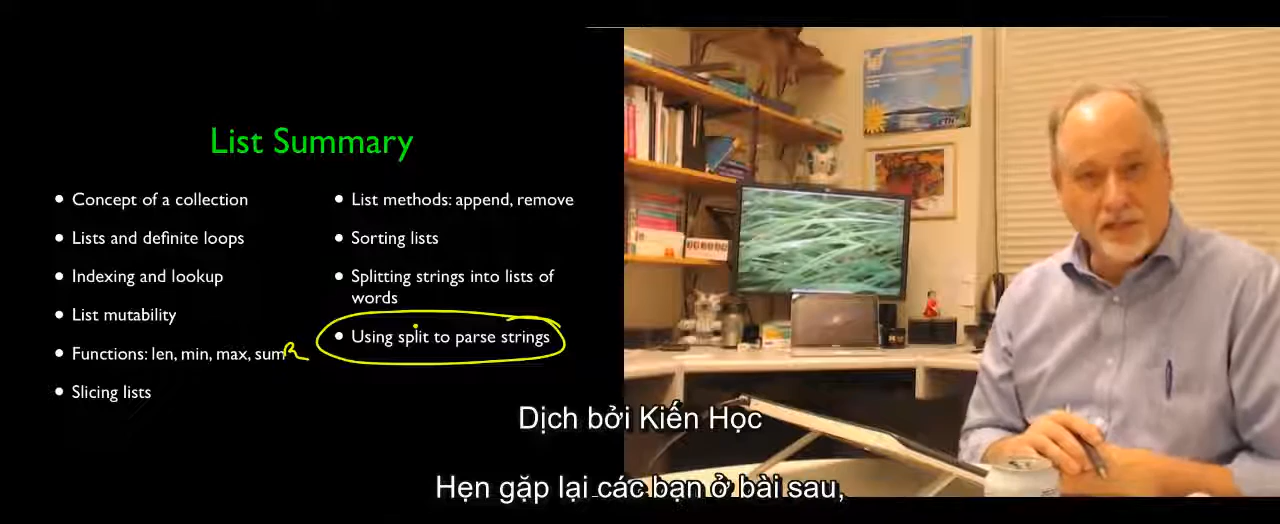 List Summary
• Concept of a collection
• Lists and definite loops
• Indexing and lookup
• List mutability
• Functions: len, min, max, sum
• Slicing lists
• List methods: append, remove
• Sorting lists
• Splitting strings into lists of
words
• Using split to parse strings
Dịch bởi Kiến Học
Hẹn gặp lại các bạn ở bài sau,